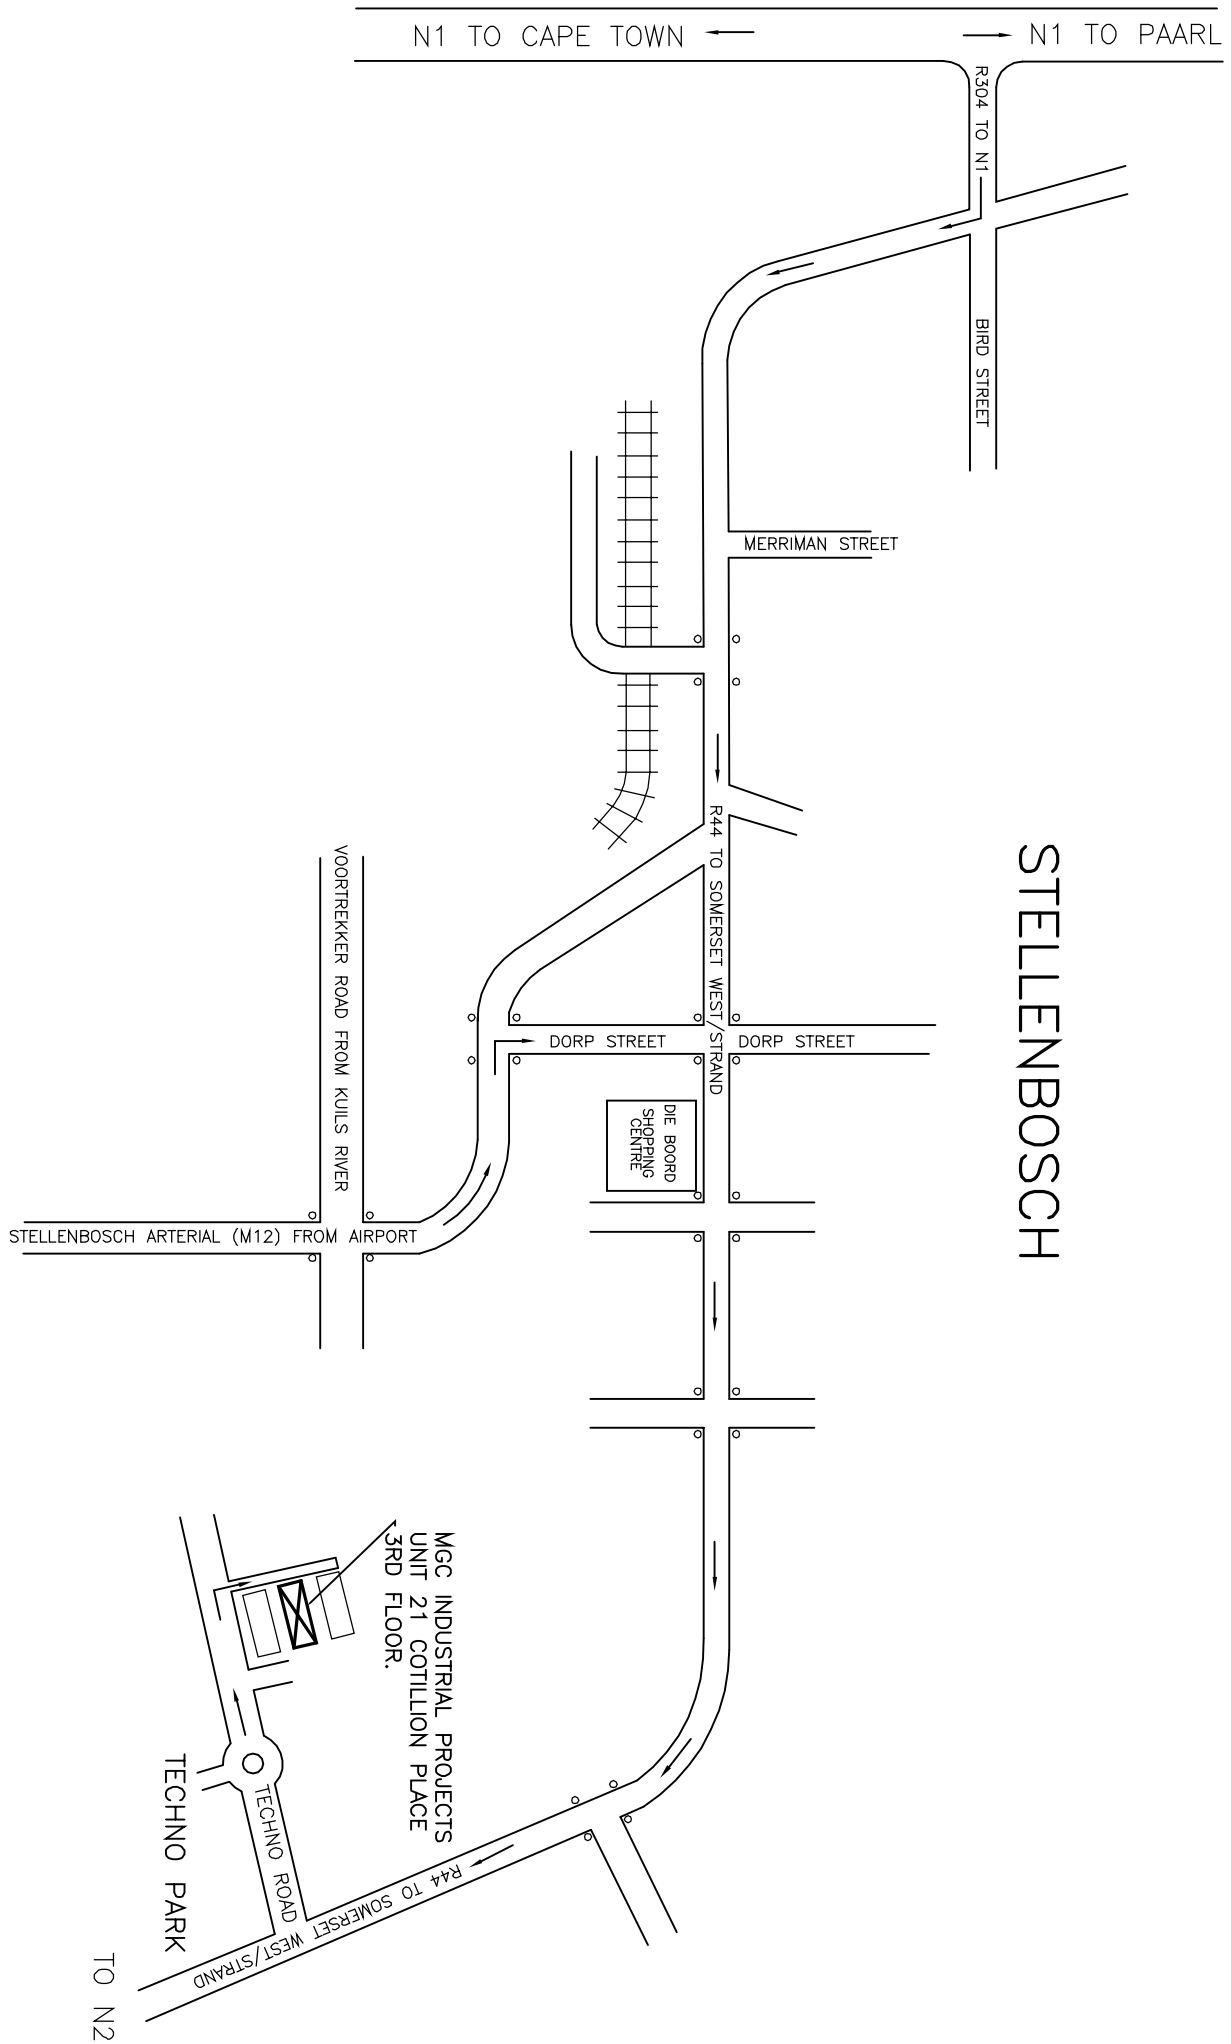 N1 TO CAPE TOWN
N1 TO PAARL
R304 TO N1
BIRD STREET
MERRIMAN STREET
R44 TO SOMERSET WEST/STRAND
STELLENBOSCH
VOORTREKKER ROAD FROM KUILS RIVER
DORP STREET
DORP STREET
DIE BOORD
SHOPPING
CENTRE
STELLENBOSCH ARTERIAL (M12) FROM AIRPORT
MGC INDUSTRIAL PROJECTS
UNIT 21 COTILLION PLACE
3RD FLOOR.
TECHNO PARK
TECHNO ROAD
R44 TO SOMERSET WEST/STRAND
TO N2